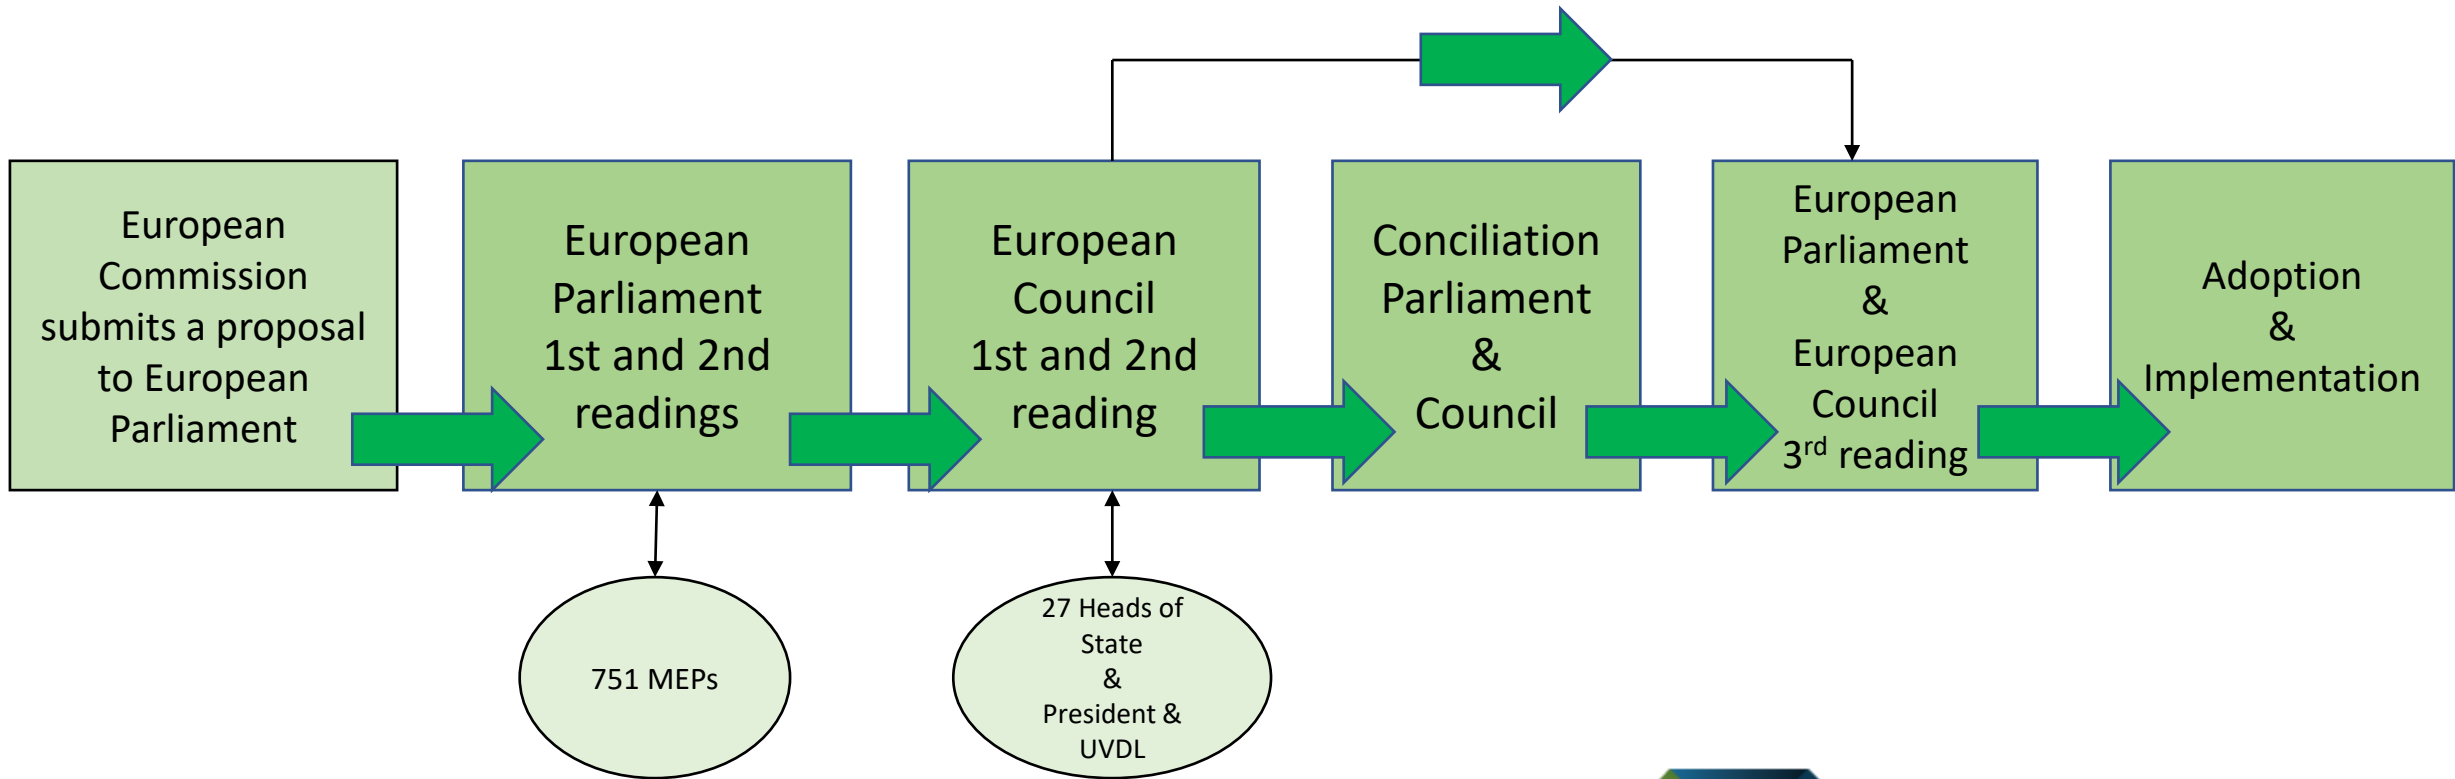 European
Commission
submits a proposal
to European
Parliament
European
Parliament
1st and 2nd
readings
European
Council
1st and 2nd
reading
Conciliation
Parliament
&
Council
European
Parliament
&
European
Council
3rd reading
Adoption
&
Implementation
751 MEPs
27 Heads of
State
&
President &
UVDL